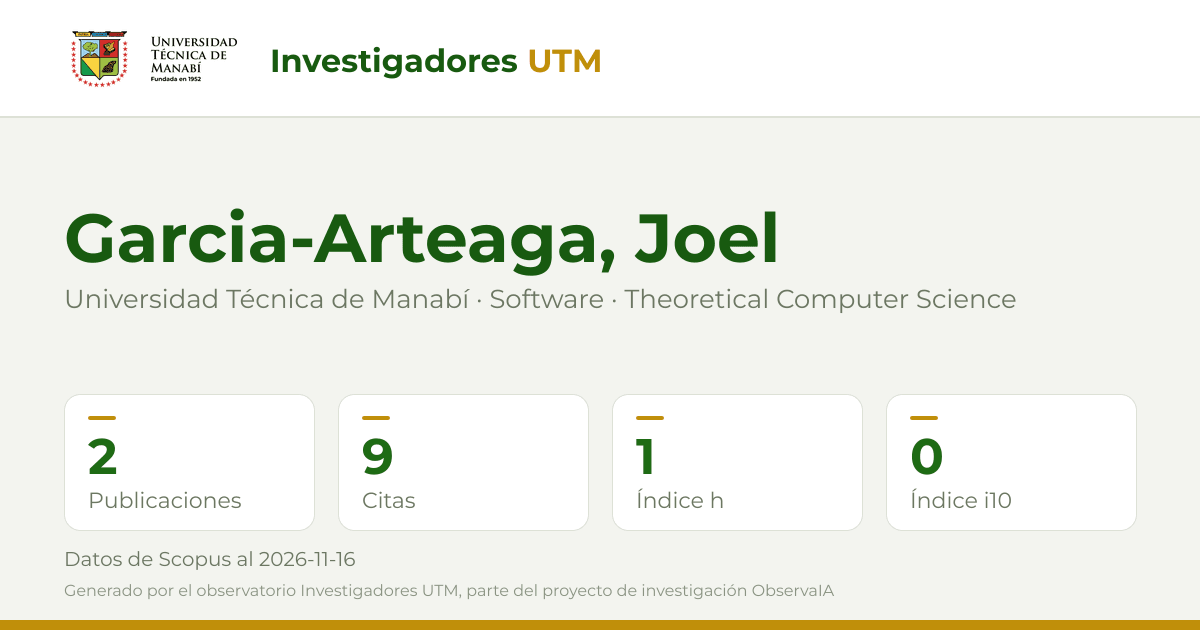 UNIVERSIDAD
TÉCNICA DE
MANABÍ
Fundada en 1952
Investigadores UTM
Garcia-Arteaga, Joel
Universidad Técnica de Manabí · Software · Theoretical Computer Science
2
Publicaciones
9
Citas
1
Índice h
0
Índice i10
Datos de Scopus al 2026-11-16
Generado por el observatorio Investigadores UTM, parte del proyecto de investigación ObservaIA